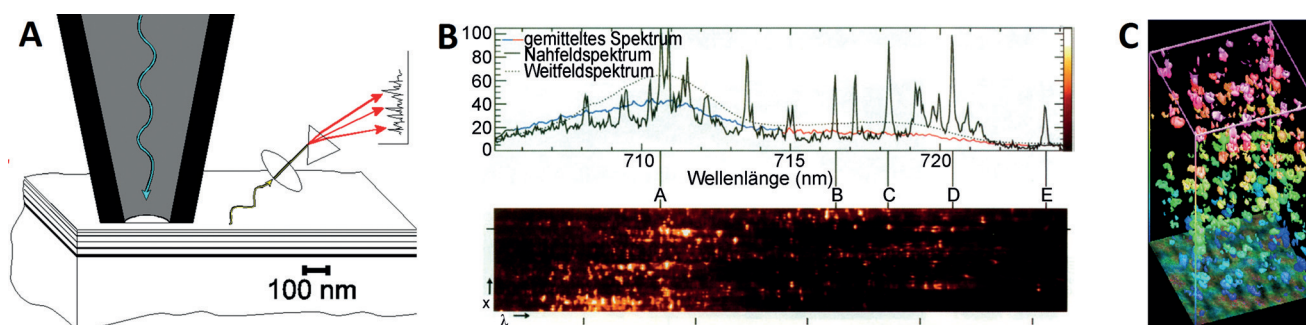 A
100 nm
B
100
80
60
40
20
0
gemitteltes Spektrum
Nahfeldspektrum
Weitfeldspektrum
710
715
720
Wellenlänge (nm)
A
B
C
D
E
x
λ
C